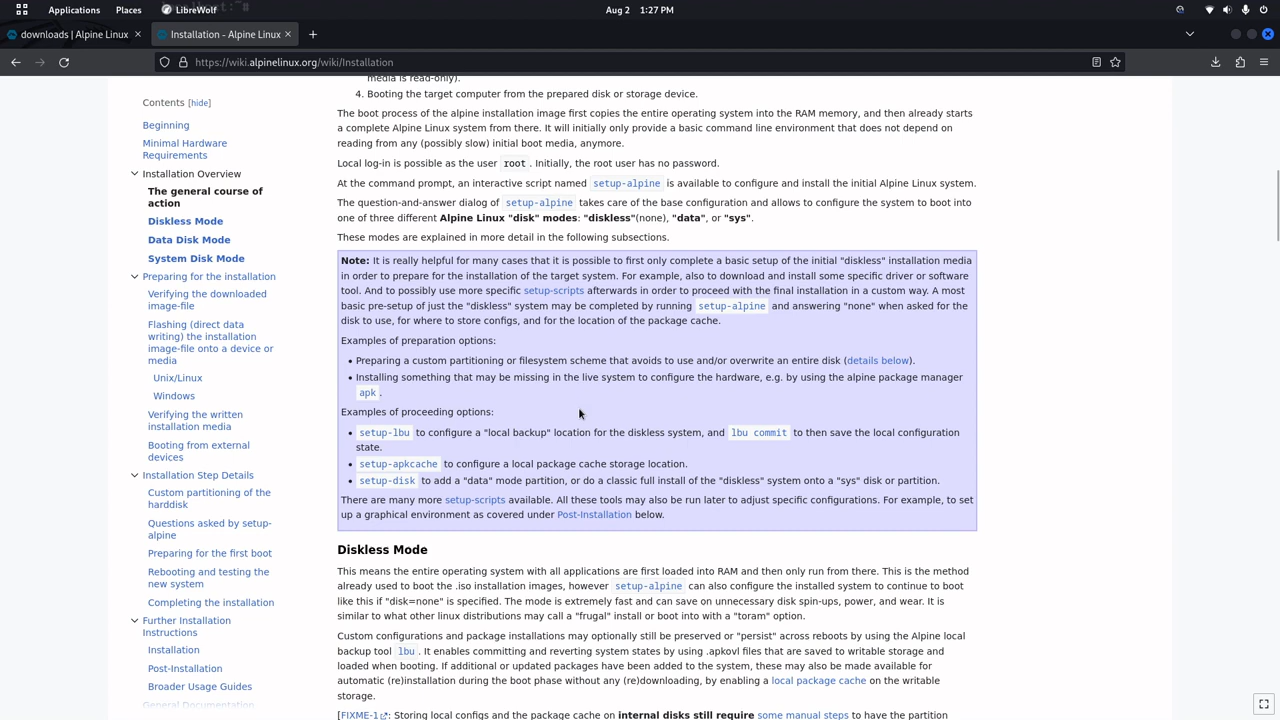 Applications Places LibreWolf Aug 2 1:27 PM
downloads | Alpine Linux Installation - Alpine Linux
https://wiki.alpinelinux.org/wiki/Installation
Contents [hide]
Beginning
Minimal Hardware
Requirements
Installation Overview
The general course of
action
Diskless Mode
Data Disk Mode
System Disk Mode
Preparing for the installation
Verifying the downloaded
image-file
Flashing (direct data
writing) the installation
image-file onto a device or
media
Unix/Linux
Windows
Verifying the written
installation media
Booting from external
devices
Installation Step Details
Custom partitioning of the
harddisk
Questions asked by setup-
alpine
Preparing for the first boot
Rebooting and testing the
new system
Completing the installation
Further Installation
Instructions
Installation
Post-Installation
Broader Usage Guides
General Documentation
media is read-only).
4. Booting the target computer from the prepared disk or storage device.
The boot process of the alpine installation image first copies the entire operating system into the RAM memory, and then already starts
a complete Alpine Linux system from there. It will initially only provide a basic command line environment that does not depend on
reading from any (possibly slow) initial boot media, anymore.
Local log-in is possible as the user root. Initially, the root user has no password.
At the command prompt, an interactive script named setup-alpine is available to configure and install the initial Alpine Linux system.
The question-and-answer dialog of setup-alpine takes care of the base configuration and allows to configure the system to boot into
one of three different Alpine Linux "disk" modes: "diskless"(none), "data", or "sys".
These modes are explained in more detail in the following subsections.
Note: It is really helpful for many cases that it is possible to first only complete a basic setup of the initial "diskless" installation media
in order to prepare for the installation of the target system. For example, also to download and install some specific driver or software
tool. And to possibly use more specific setup-scripts afterwards in order to proceed with the final installation in a custom way. A most
basic pre-setup of just the "diskless" system may be completed by running setup-alpine and answering "none" when asked for the
disk to use, for where to store configs, and for the location of the package cache.
Examples of preparation options:
• Preparing a custom partitioning or filesystem scheme that avoids to use and/or overwrite an entire disk (details below).
• Installing something that may be missing in the live system to configure the hardware, e.g. by using the alpine package manager
apk.
Examples of proceeding options:
• setup-lbu to configure a "local backup" location for the diskless system, and lbu commit to then save the local configuration
state.
• setup-apkcache to configure a local package cache storage location.
• setup-disk to add a "data" mode partition, or do a classic full install of the "diskless" system onto a "sys" disk or partition.
There are many more setup-scripts available. All these tools may also be run later to adjust specific configurations. For example, to set
up a graphical environment as covered under Post-Installation below.
Diskless Mode
This means the entire operating system with all applications are first loaded into RAM and then only run from there. This is the method
already used to boot the .iso installation images, however setup-alpine can also configure the installed system to continue to boot
like this if "disk=none" is specified. The mode is extremely fast and can save on unnecessary disk spin-ups, power, and wear. It is
similar to what other linux distributions may call a "frugal" install or boot into with a "toram" option.
Custom configurations and package installations may optionally still be preserved or "persist" across reboots by using the Alpine local
backup tool lbu. It enables committing and reverting system states by using .apkovl files that are saved to writable storage and
loaded when booting. If additional or updated packages have been added to the system, these may also be made available for
automatic (re)installation during the boot phase without any (re)downloading, by enabling a local package cache on the writable
storage.
[FIXME-1: Storing local configs and the package cache on internal disks still require some manual steps to have the partition